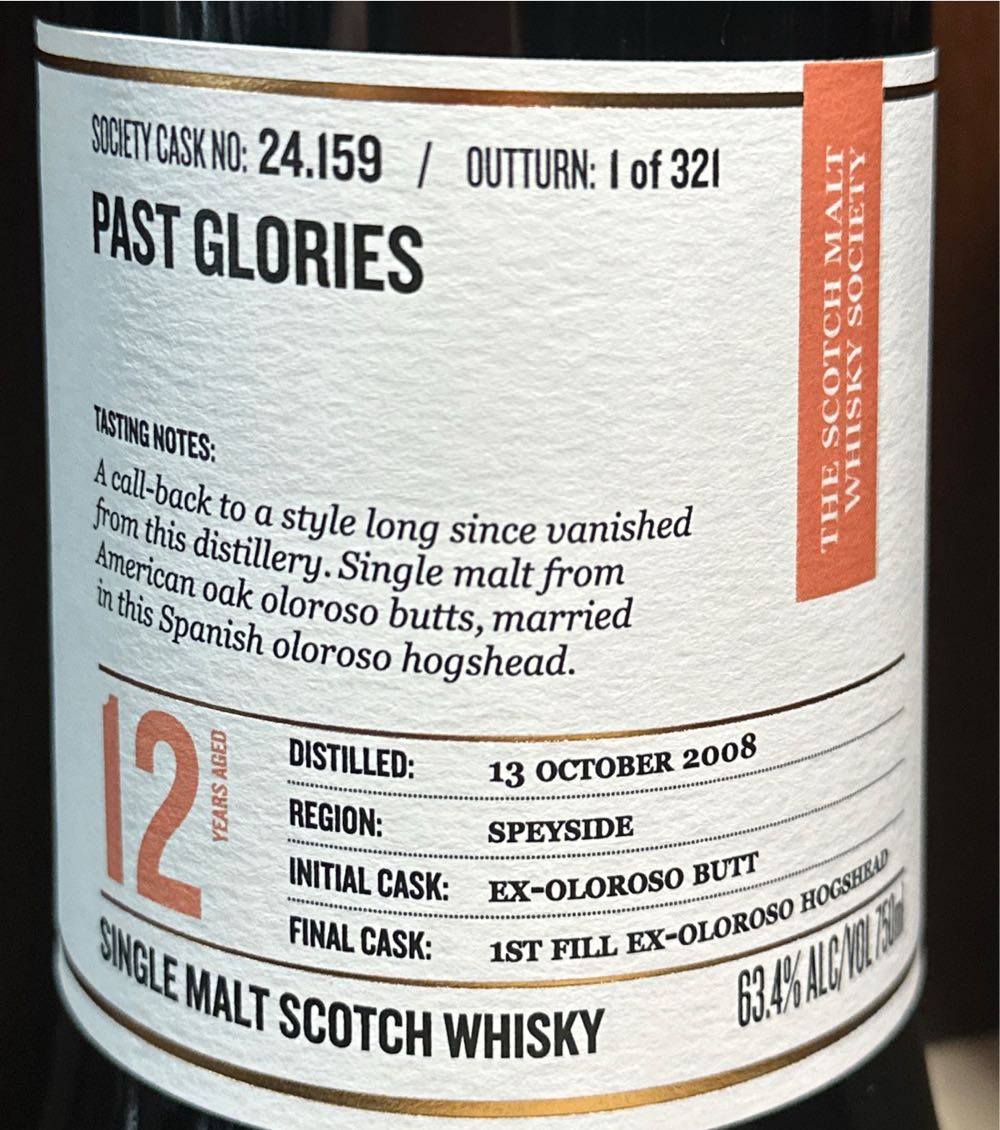 SOCIETY CASK NO: 24.159 / OUTTURN: 1 of 321
PAST GLORIES
THE SCOTCH MALT
WHISKY SOCIETY
TASTING NOTES:
A call-back to a style long since vanished
from this distillery. Single malt from
American oak oloroso butts, married
in this Spanish oloroso hogshead.
12 YEARS AGED
DISTILLED: 13 OCTOBER 2008
REGION: SPEYSIDE
INITIAL CASK: EX-OLOROSO BUTT
FINAL CASK: 1ST FILL EX-OLOROSO HOGSHEAD
SINGLE MALT SCOTCH WHISKY 63.4% ALC/VOL 750ml